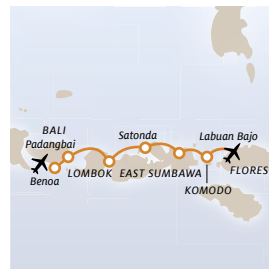 BALI
Padangbai
Benoa
LOMBOK
Satonda
EAST SUMBAWA
Labuan Bajo
FLORES
KOMODO